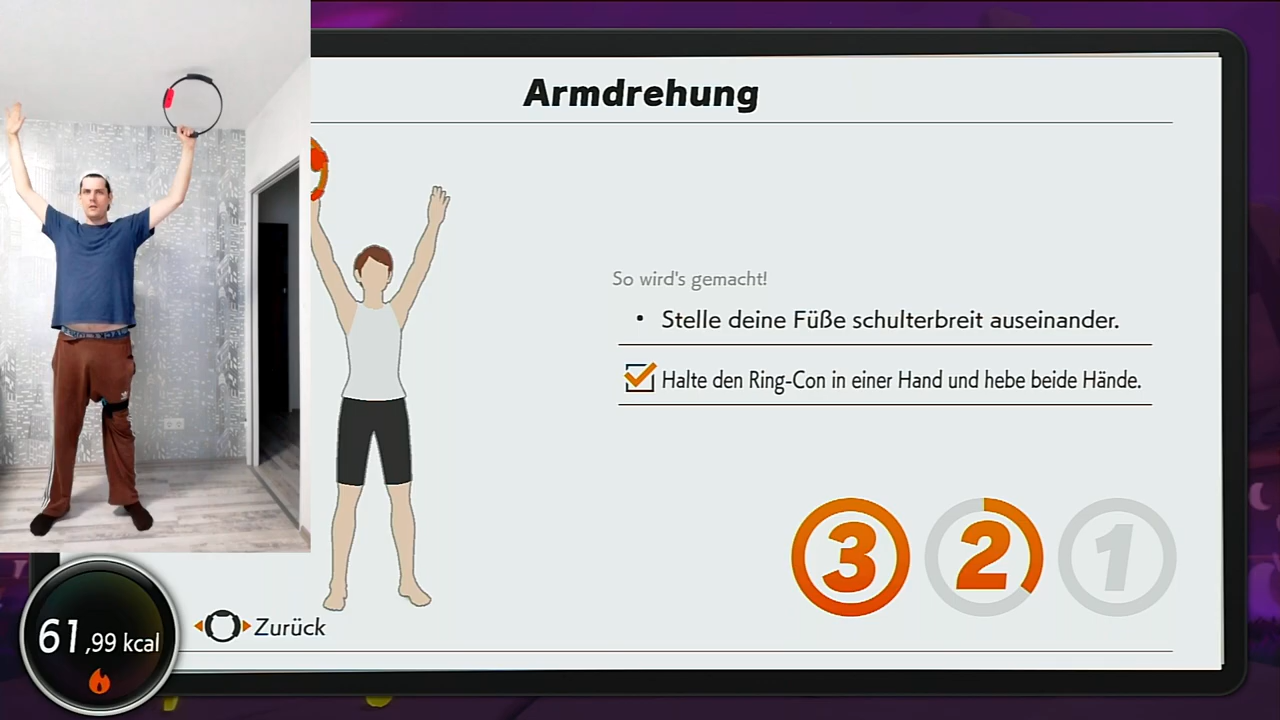 Armdrehung
So wird's gemacht!
• Stelle deine Füße schulterbreit auseinander.
Halte den Ring-Con in einer Hand und hebe beide Hände.
3 2 1
61,99 kcal
Zurück